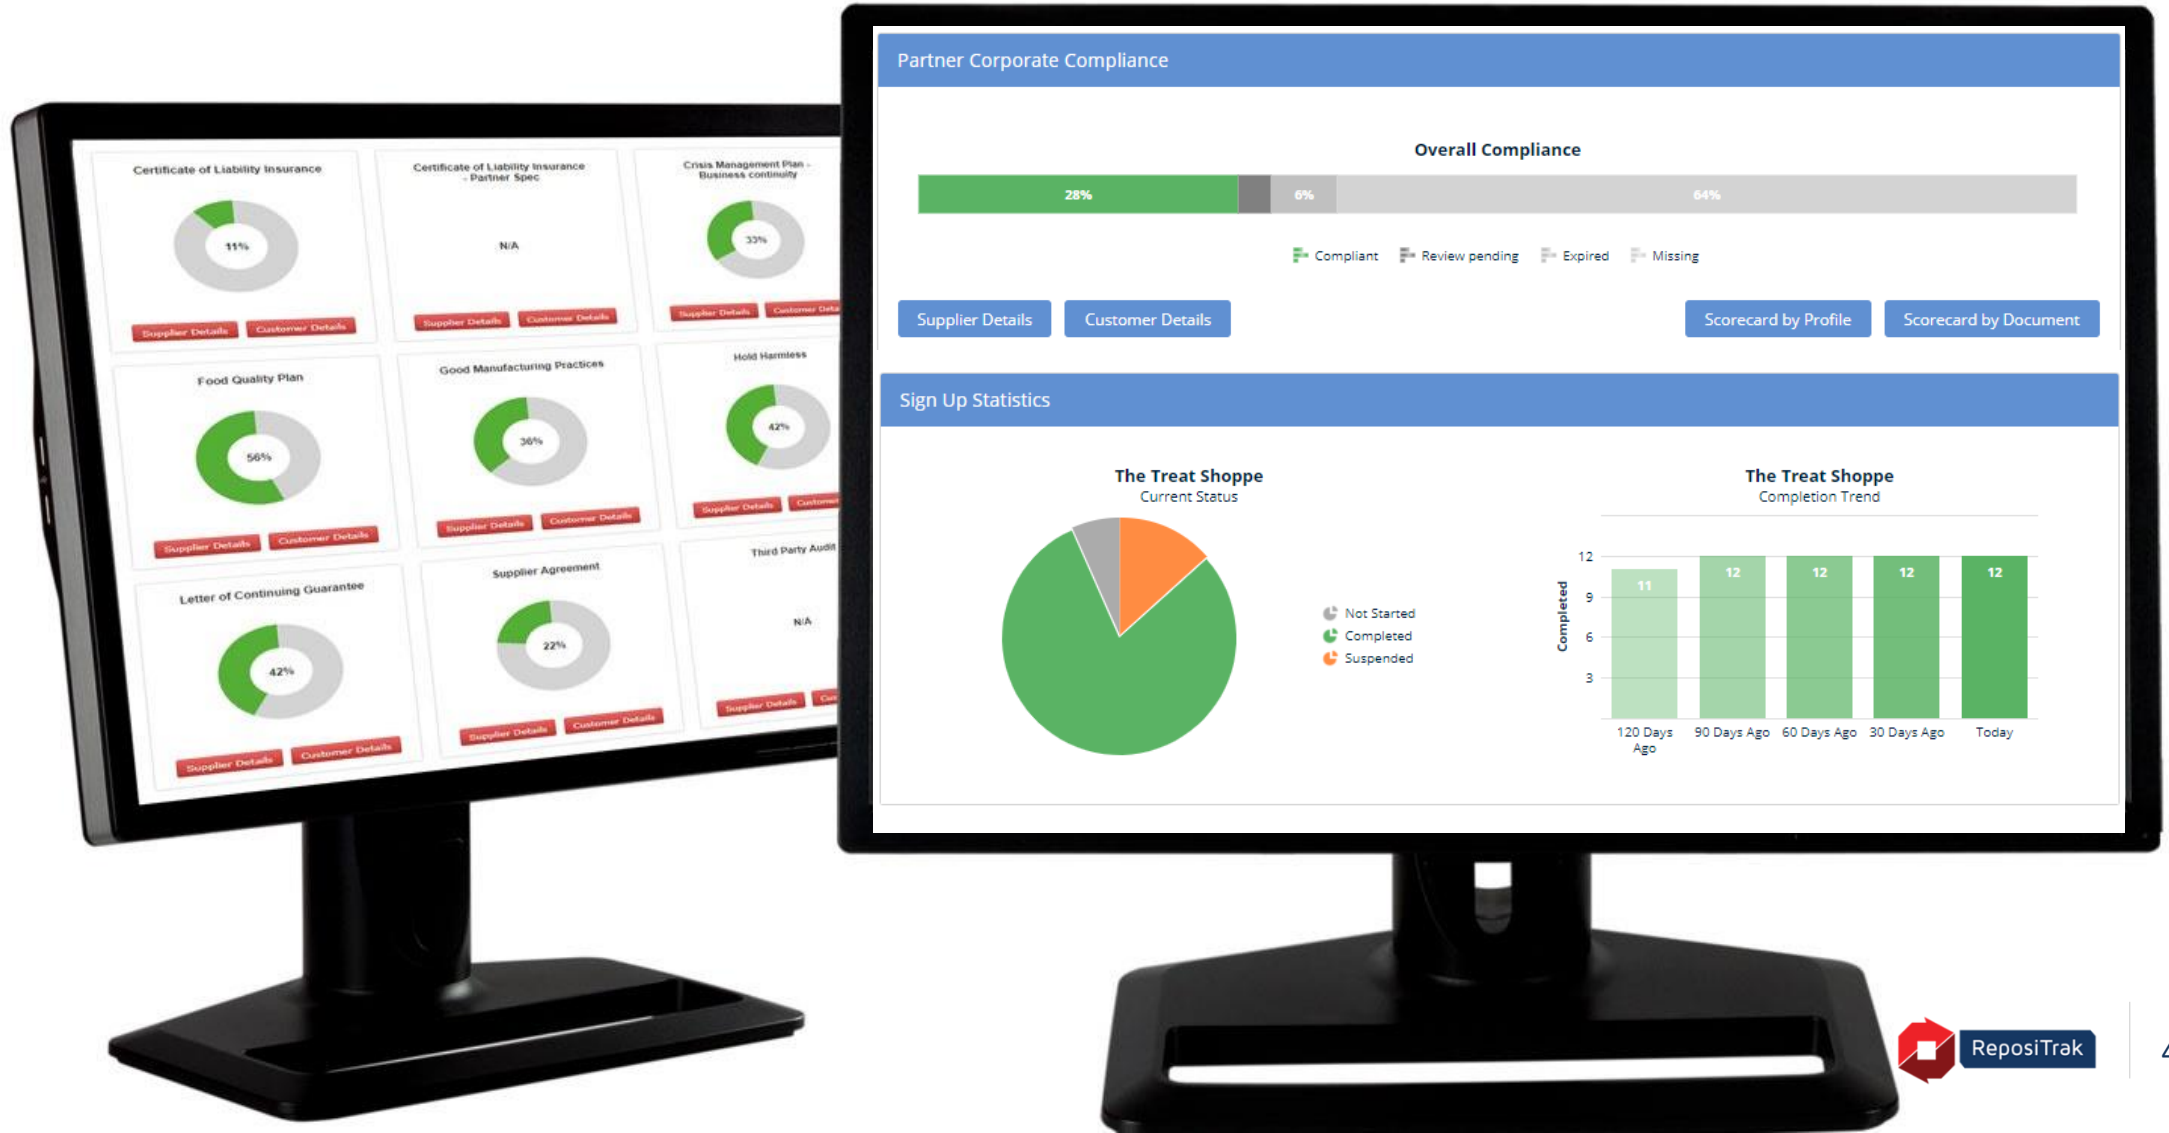 Certificate of Liability Insurance
11%
Supplier Details Customer Details
Certificate of Liability Insurance
- Partner Spec
N/A
Supplier Details Customer Details
Crisis Management Plan -
Business continuity
33%
Supplier Details Customer
Food Quality Plan
56%
Supplier Details Customer Details
Good Manufacturing Practices
36%
Supplier Details Customer Details
Hold Harmless
42%
Supplier Details
Letter of Continuing Guarantee
42%
Supplier Details Customer Details
Supplier Agreement
22%
Supplier Details Customer Details
Third Party Audit
N/A
Supplier Details
Partner Corporate Compliance
Overall Compliance
28% 6% 64%
Compliant Review pending Expired Missing
Supplier Details Customer Details Scorecard by Profile Scorecard by Document
Sign Up Statistics
The Treat Shoppe
Current Status
Not Started
Completed
Suspended
The Treat Shoppe
Completion Trend
Completed
12
9
6
3
11 12 12 12 12
120 Days Ago 90 Days Ago 60 Days Ago 30 Days Ago Today
ReposiTrak